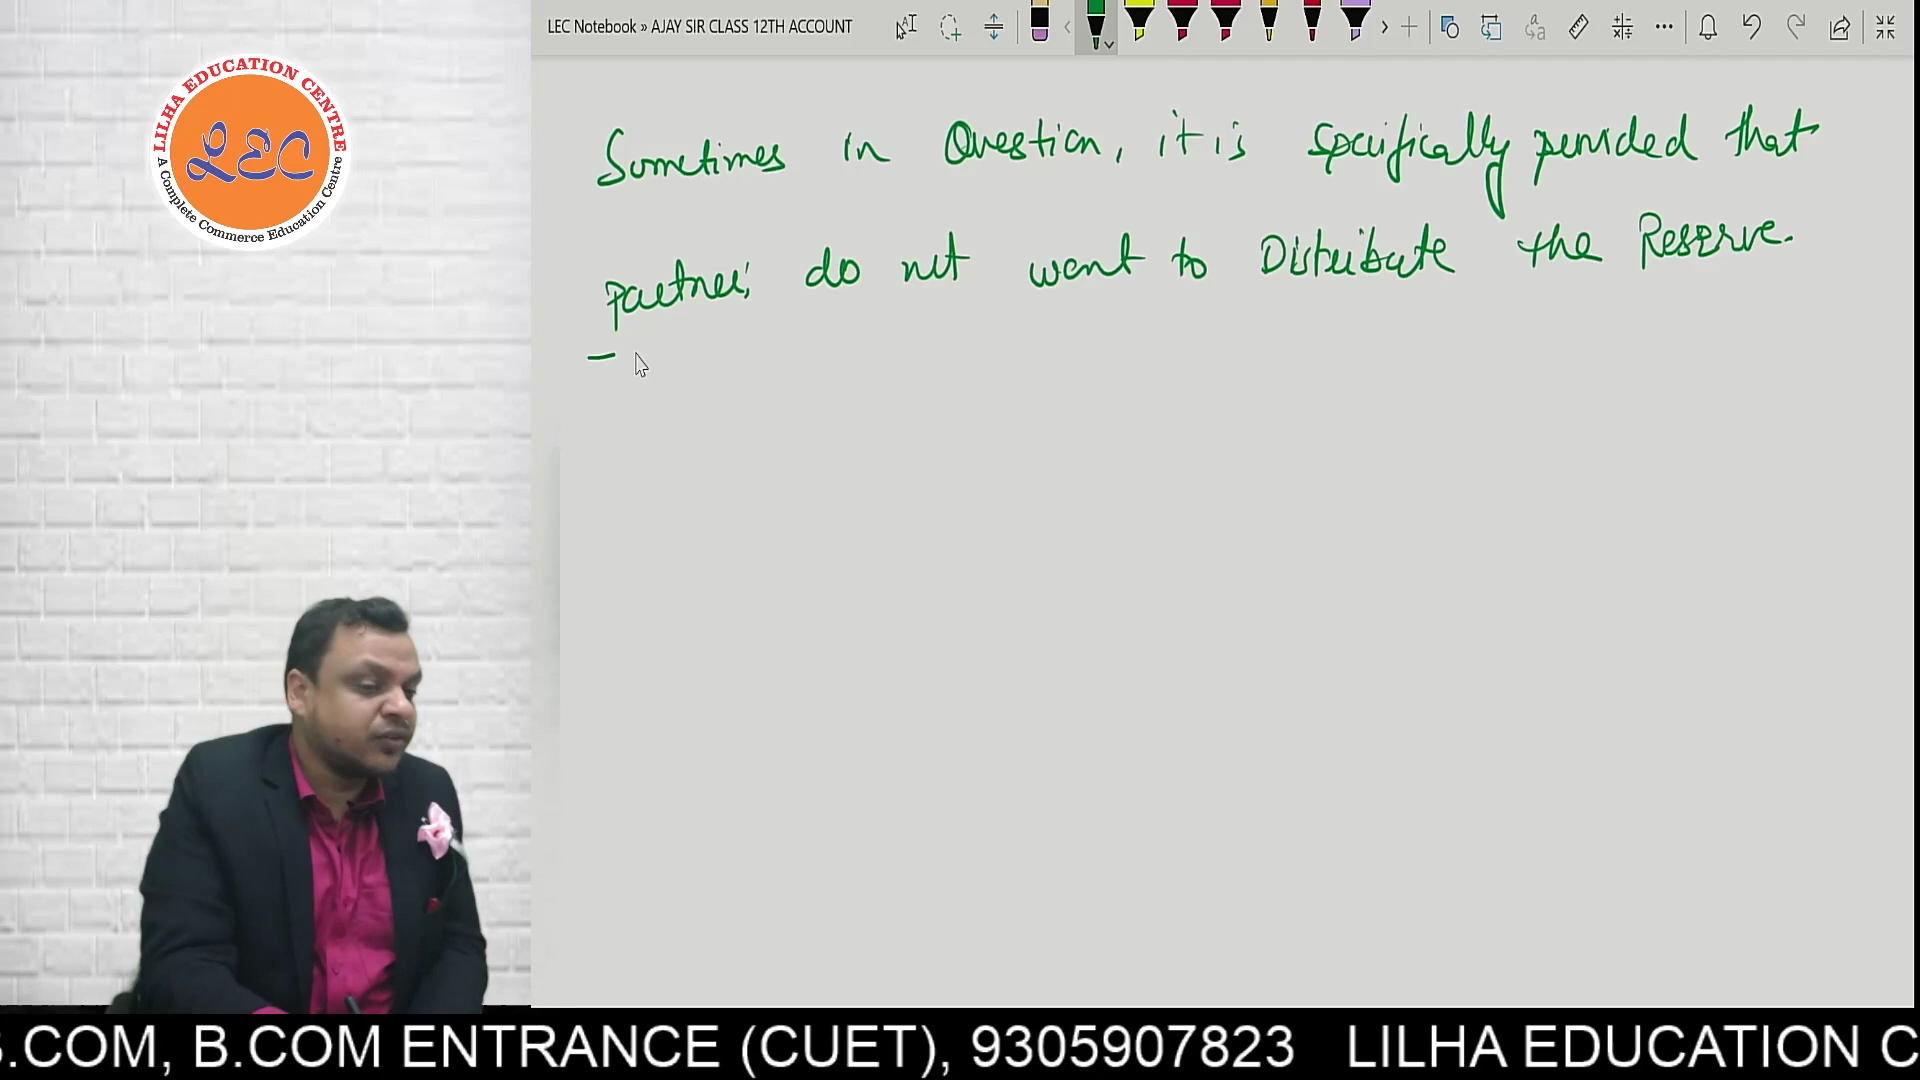 LEC Notebook » AJAY SIR CLASS 12TH ACCOUNT
LILHA EDUCATION CENTRE
LEC
A Complete Commerce Education Centre
Sometimes in Question, it is specifically provided that
partners do not want to Distribute the Reserve.
B.COM, B.COM ENTRANCE (CUET), 9305907823 LILHA EDUCATION C